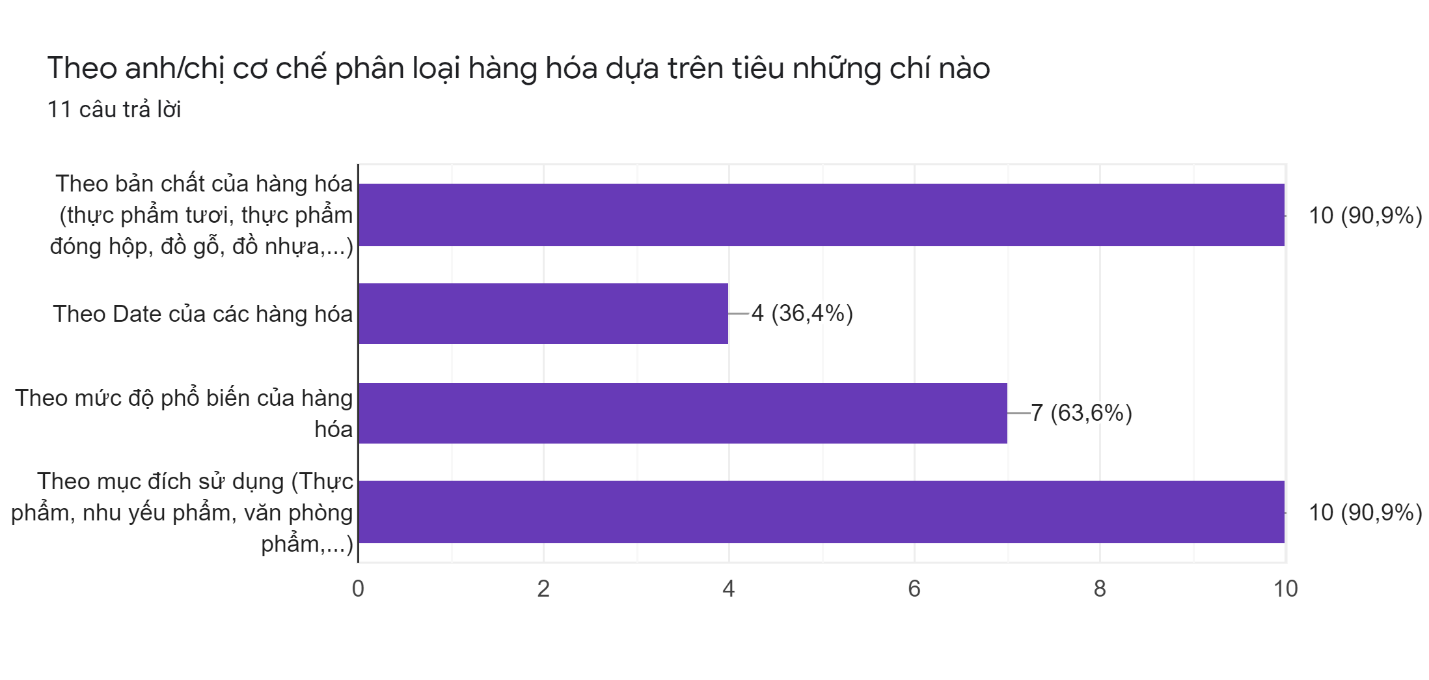 Theo anh/chị cơ chế phân loại hàng hóa dựa trên tiêu những chí nào
11 câu trả lời
Theo bản chất của hàng hóa
(thực phẩm tươi, thực phẩm
đóng hộp, đồ gỗ, đồ nhựa,...)
10 (90,9%)
Theo Date của các hàng hóa
4 (36,4%)
Theo mức độ phổ biến của hàng
hóa
7 (63,6%)
Theo mục đích sử dụng (Thực
phẩm, nhu yếu phẩm, văn phòng
phẩm,...)
10 (90,9%)
0 2 4 6 8 10